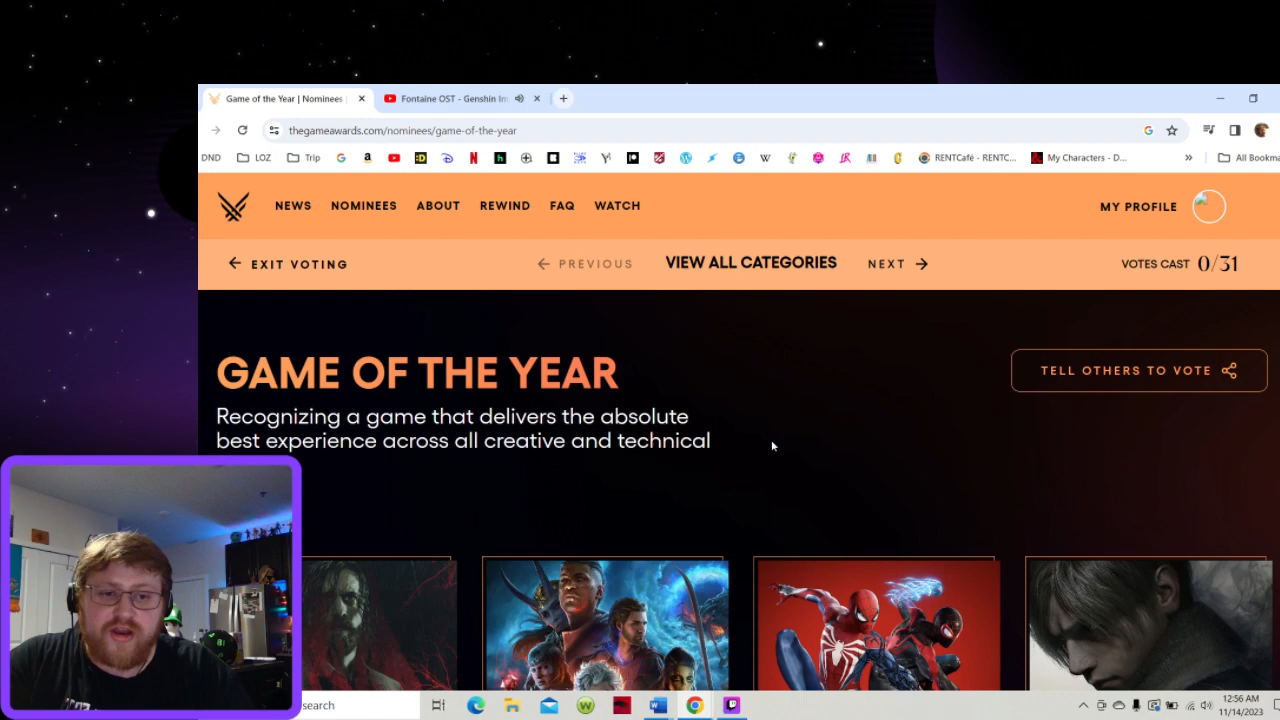 Game of the Year | Nominees
Fontaine OST - Genshin Im
thegameawards.com/nominees/game-of-the-year
DND LOZ Trip RENTCafé - RENTC... My Characters - D... » All Bookma
NEWS NOMINEES ABOUT REWIND FAQ WATCH MY PROFILE
EXIT VOTING PREVIOUS VIEW ALL CATEGORIES NEXT VOTES CAST 0/31
GAME OF THE YEAR
TELL OTHERS TO VOTE
Recognizing a game that delivers the absolute
best experience across all creative and technical
search
12:56 AM
11/14/2023